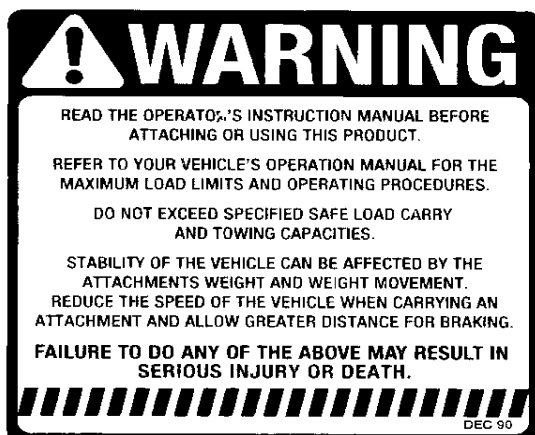 WARNING
READ THE OPERATOR'S INSTRUCTION MANUAL BEFORE
ATTACHING OR USING THIS PRODUCT.
REFER TO YOUR VEHICLE'S OPERATION MANUAL FOR THE
MAXIMUM LOAD LIMITS AND OPERATING PROCEDURES.
DO NOT EXCEED SPECIFIED SAFE LOAD CARRY
AND TOWING CAPACITIES.
STABILITY OF THE VEHICLE CAN BE AFFECTED BY THE
ATTACHMENTS WEIGHT AND WEIGHT MOVEMENT.
REDUCE THE SPEED OF THE VEHICLE WHEN CARRYING AN
ATTACHMENT AND ALLOW GREATER DISTANCE FOR BRAKING.
FAILURE TO DO ANY OF THE ABOVE MAY RESULT IN
SERIOUS INJURY OR DEATH.
DEC 90